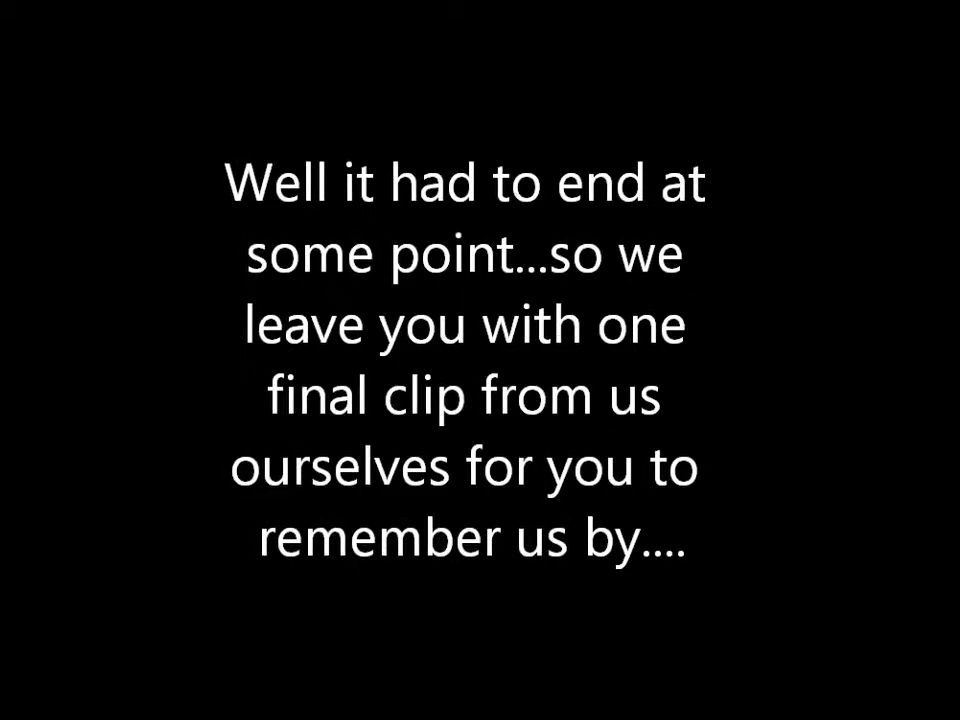 Well it had to end at
some point...so we
leave you with one
final clip from us
ourselves for you to
remember us by....